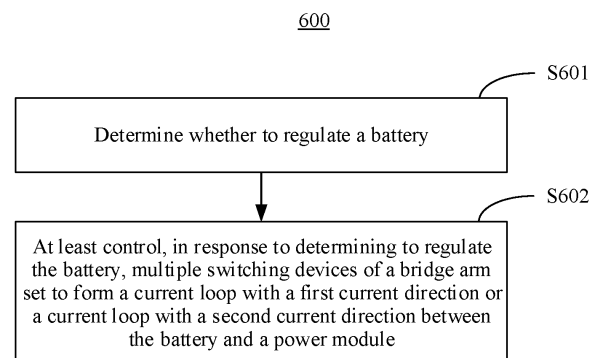 600
S601
Determine whether to regulate a battery
S602
At least control, in response to determining to regulate
the battery, multiple switching devices of a bridge arm
set to form a current loop with a first current direction or
a current loop with a second current direction between
the battery and a power module